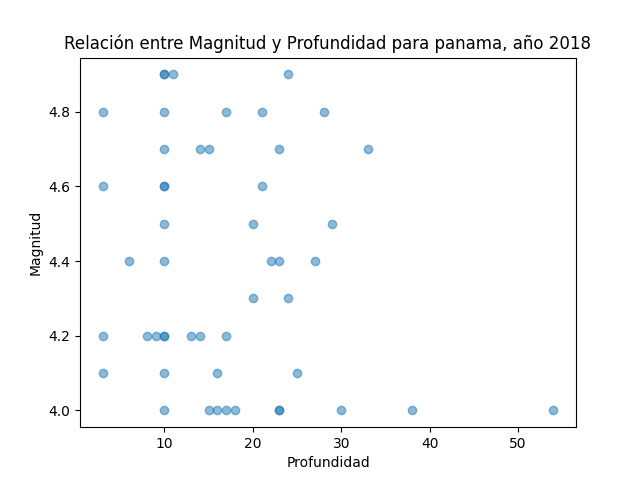 Relación entre Magnitud y Profundidad para panama, año 2018
4.8
4.6
4.4
4.2
4.0
Magnitud
10 20 30 40 50
Profundidad